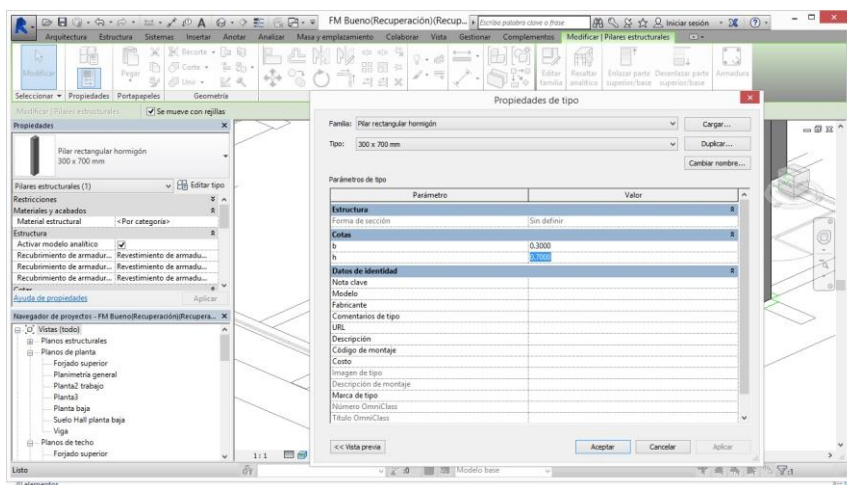 FM Bueno(Recuperación)(Recup...
Escriba palabra clave o frase
Iniciar sesión
Arquitectura Estructura Sistemas Insertar Anotar Analizar Masa y emplazamiento Colaborar Vista Gestionar Complementos Modificar | Pilares estructurales
Modificar
Pegar
Recorte
Cortar
Unir
Editar familia
Resaltar analítico
Enlazar parte superior/base
Desenlazar parte superior/base
Armadura
Seleccionar Propiedades Portapapeles Geometría
Modificar | Pilares estructurales
Se mueve con rejillas
Propiedades
Pilar rectangular hormigón
300 x 700 mm
Pilares estructurales (1)
Editar tipo
Restricciones
Materiales y acabados
Material estructural <Por categoría>
Estructura
Activar modelo analítico
Recubrimiento de armadur... Revestimiento de armadu...
Recubrimiento de armadur... Revestimiento de armadu...
Recubrimiento de armadur... Revestimiento de armadu...
Cotas
Ayuda de propiedades
Aplicar
Navegador de proyectos - FM Bueno(Recuperación)(Recupera...
Vistas (todo)
Planos estructurales
Planos de planta
Forjado superior
Planimetría general
Planta2 trabajo
Planta3
Planta baja
Suelo Hall planta baja
Viga
Planos de techo
Forjado superior
Propiedades de tipo
Familia: Pilar rectangular hormigón
Cargar...
Tipo: 300 x 700 mm
Duplicar...
Cambiar nombre...
Parámetros de tipo
Parámetro Valor
Estructura
Forma de sección Sin definir
Cotas
b 0.3000
h 0.7000
Datos de identidad
Nota clave
Modelo
Fabricante
Comentarios de tipo
URL
Descripción
Código de montaje
Costo
Imagen de tipo
Descripción de montaje
Marca de tipo
Número OmniClass
Título OmniClass
<< Vista previa
Aceptar Cancelar Aplicar
1:1
Listo
:0
Modelo base
:1